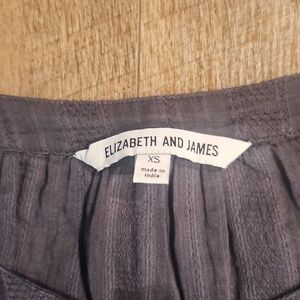 ELIZABETH AND JAMES
XS
made in
india